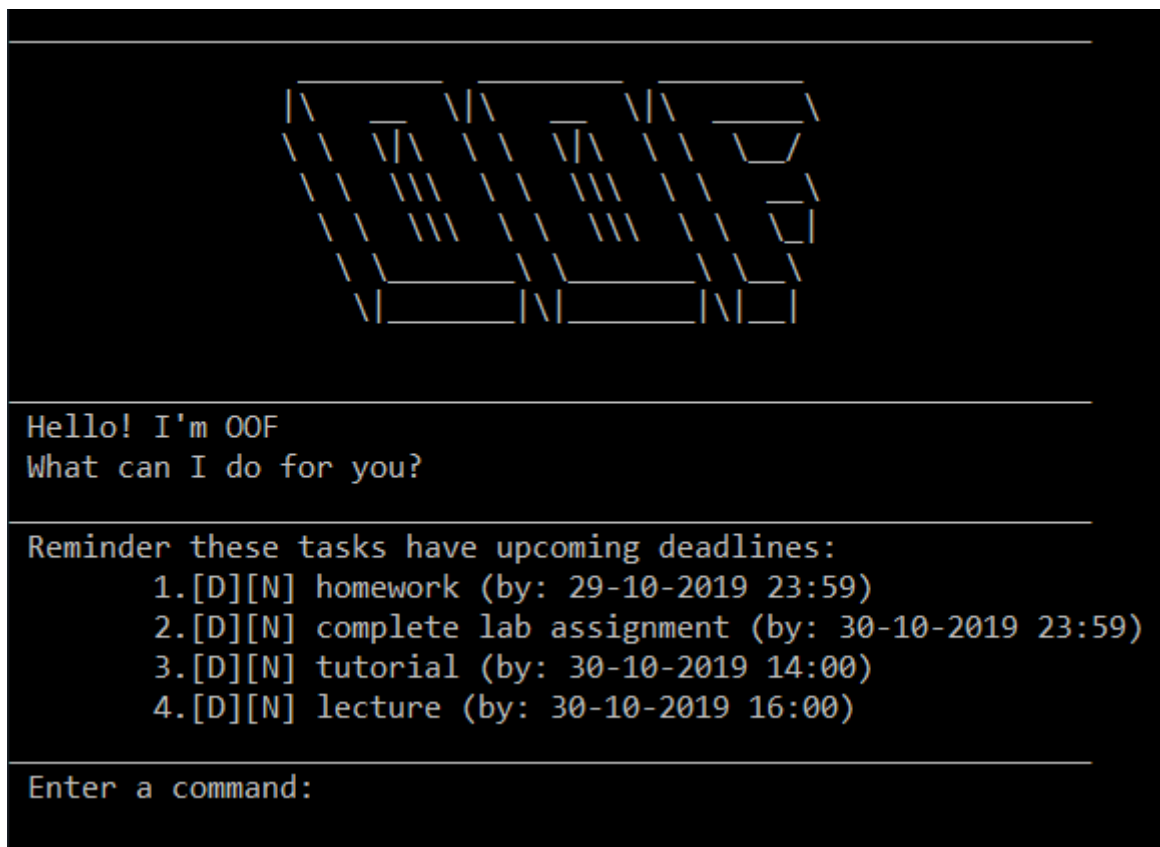 OOF
Hello! I'm OOF
What can I do for you?
Reminder these tasks have upcoming deadlines:
1.[D][N] homework (by: 29-10-2019 23:59)
2.[D][N] complete lab assignment (by: 30-10-2019 23:59)
3.[D][N] tutorial (by: 30-10-2019 14:00)
4.[D][N] lecture (by: 30-10-2019 16:00)
Enter a command: